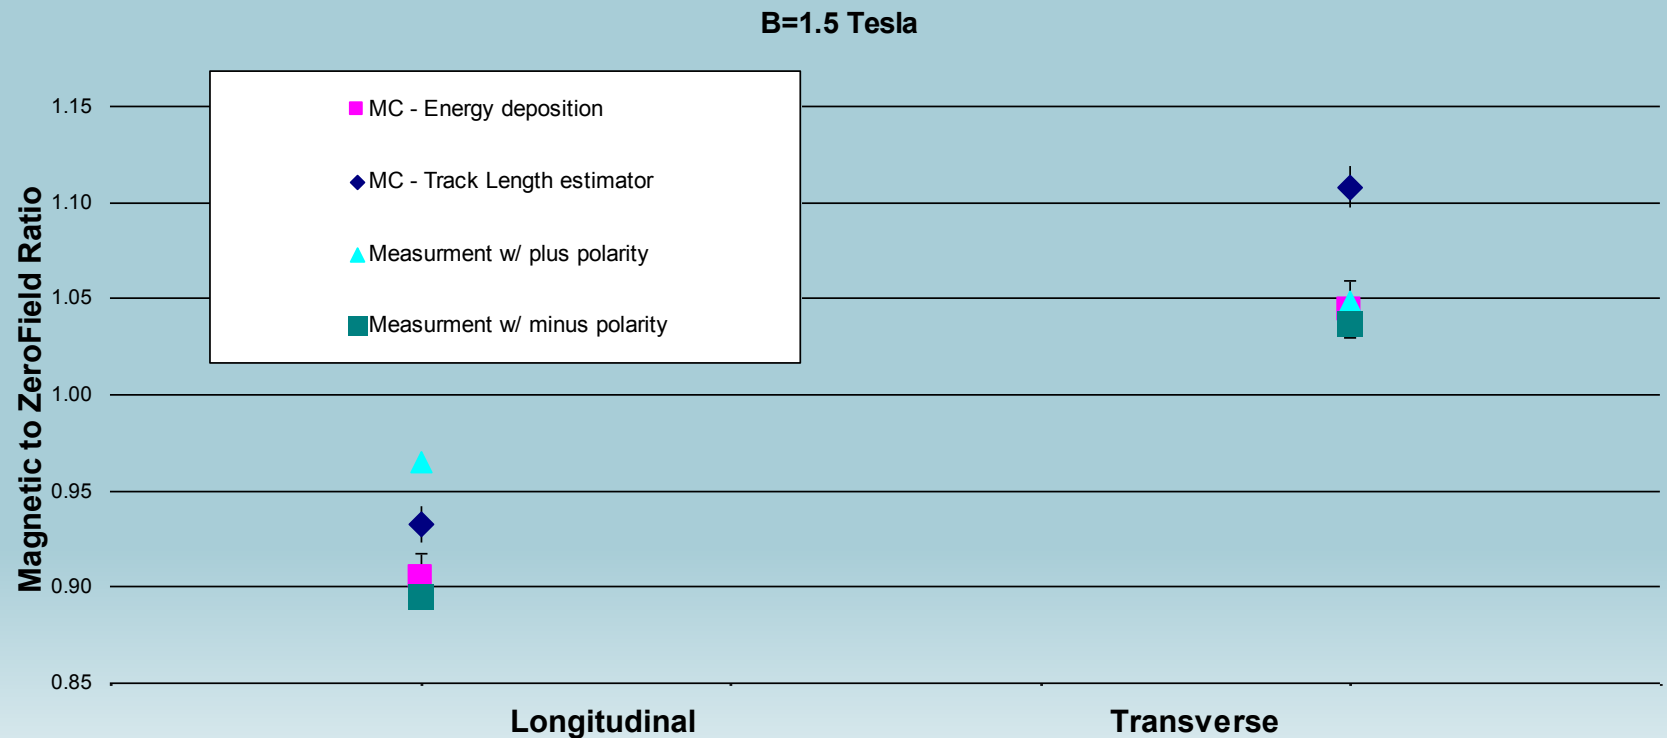 B=1.5 Tesla
MC - Energy deposition
MC - Track Length estimator
Measurment w/ plus polarity
Measurment w/ minus polarity
Magnetic to ZeroField Ratio
1.15
1.10
1.05
1.00
0.95
0.90
0.85
Longitudinal
Transverse